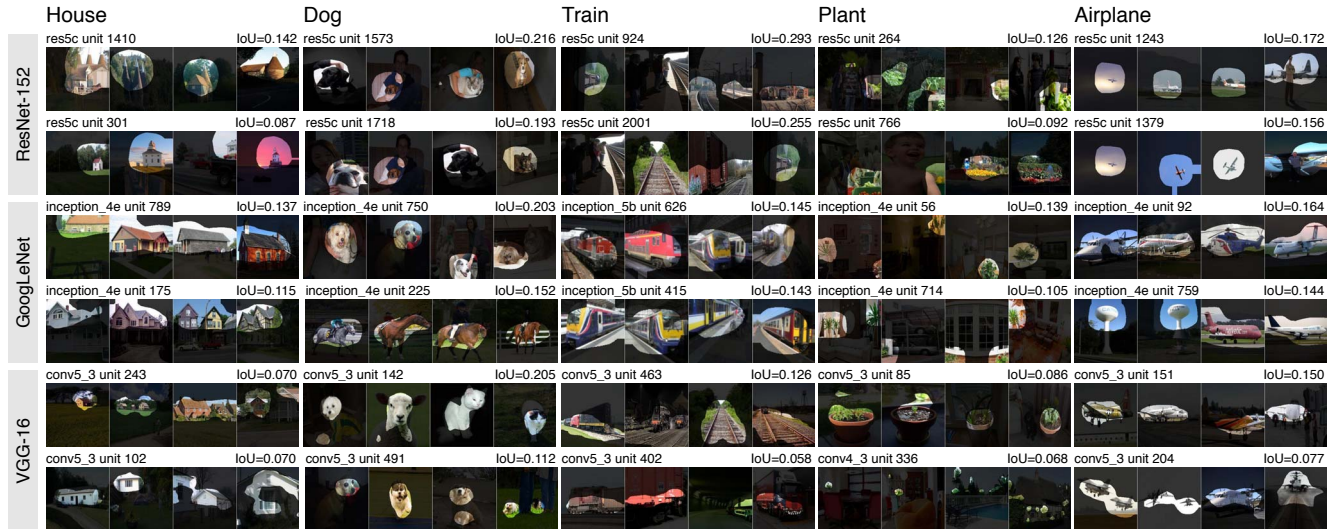 House Dog Train Plant Airplane
ResNet-152
res5c unit 1410 IoU=0.142 res5c unit 1573 IoU=0.216 res5c unit 924 IoU=0.293 res5c unit 264 IoU=0.126 res5c unit 1243 IoU=0.172
res5c unit 301 IoU=0.087 res5c unit 1718 IoU=0.193 res5c unit 2001 IoU=0.255 res5c unit 766 IoU=0.092 res5c unit 1379 IoU=0.156
GoogLeNet
inception_4e unit 789 IoU=0.137 inception_4e unit 750 IoU=0.203 inception_5b unit 626 IoU=0.145 inception_4e unit 56 IoU=0.139 inception_4e unit 92 IoU=0.164
inception_4e unit 175 IoU=0.115 inception_4e unit 225 IoU=0.152 inception_5b unit 415 IoU=0.143 inception_4e unit 714 IoU=0.105 inception_4e unit 759 IoU=0.144
VGG-16
conv5_3 unit 243 IoU=0.070 conv5_3 unit 142 IoU=0.205 conv5_3 unit 463 IoU=0.126 conv5_3 unit 85 IoU=0.086 conv5_3 unit 151 IoU=0.150
conv5_3 unit 102 IoU=0.070 conv5_3 unit 491 IoU=0.112 conv5_3 unit 402 IoU=0.058 conv4_3 unit 336 IoU=0.068 conv5_3 unit 204 IoU=0.077